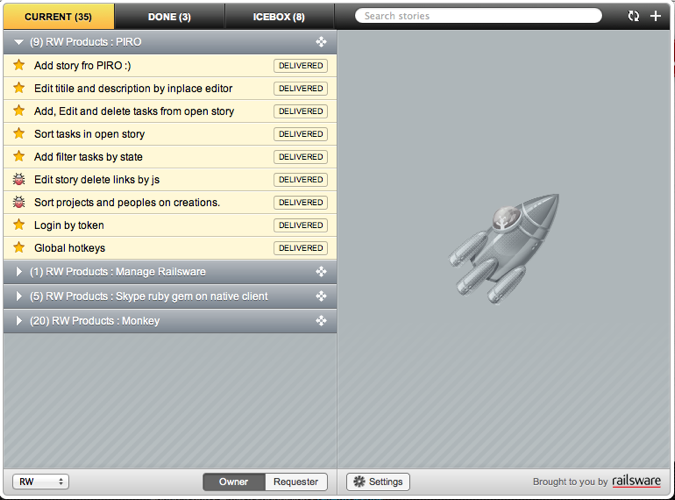 CURRENT (35)
DONE (3)
ICEBOX (8)
Search stories
(9) RW Products : PIRO
Add story fro PIRO :)
DELIVERED
Edit titile and description by inplace editor
DELIVERED
Add, Edit and delete tasks from open story
DELIVERED
Sort tasks in open story
DELIVERED
Add filter tasks by state
DELIVERED
Edit story delete links by js
DELIVERED
Sort projects and peoples on creations.
DELIVERED
Login by token
DELIVERED
Global hotkeys
DELIVERED
(1) RW Products : Manage Railsware
(5) RW Products : Skype ruby gem on native client
(20) RW Products : Monkey
RW
Owner
Requester
Settings
Brought to you by railsware